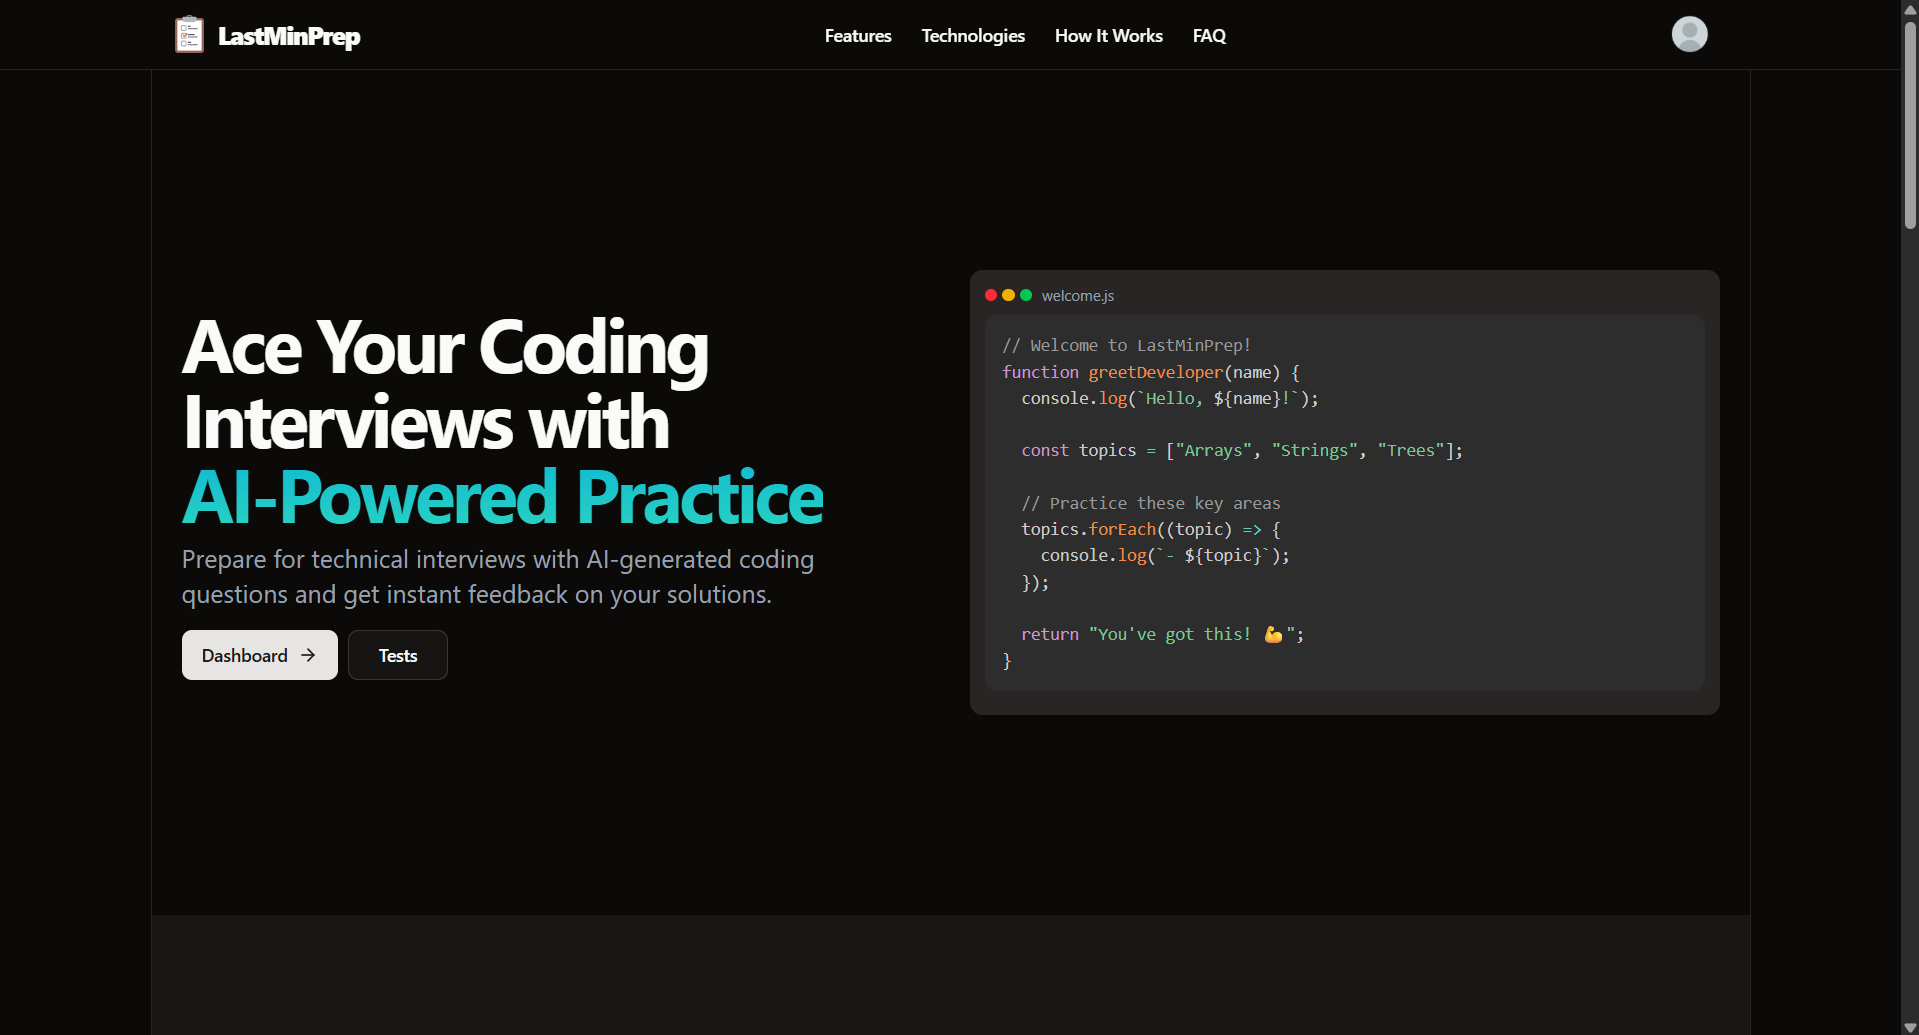 LastMinPrep
Features Technologies How It Works FAQ
Ace Your Coding
Interviews with
AI-Powered Practice
Prepare for technical interviews with AI-generated coding
questions and get instant feedback on your solutions.
Dashboard →
Tests
welcome.js
// Welcome to LastMinPrep!
function greetDeveloper(name) {
  console.log(`Hello, ${name}!`);
  const topics = ["Arrays", "Strings", "Trees"];
  // Practice these key areas
  topics.forEach((topic) => {
    console.log(`- ${topic}`);
  });
  return "You've got this! 💪";
}